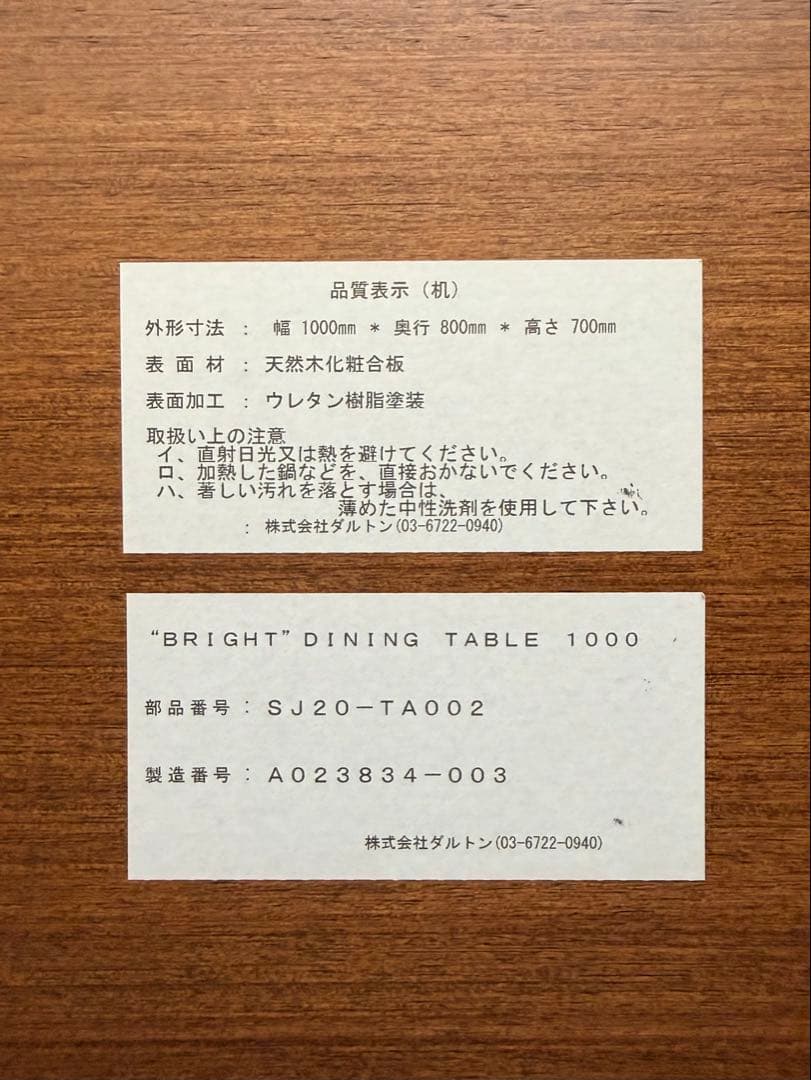 品質表示（机）
外形寸法 ： 幅 1000㎜ ＊ 奥行 800㎜ ＊ 高さ 700㎜
表 面 材 ： 天然木化粧合板
表面加工 ： ウレタン樹脂塗装
取扱い上の注意
イ、直射日光又は熱を避けてください。
ロ、加熱した鍋などを、直接おかないでください。
ハ、著しい汚れを落とす場合は、
薄めた中性洗剤を使用して下さい。
： 株式会社ダルトン(03-6722-0940)
“ＢＲＩＧＨＴ”ＤＩＮＩＮＧ ＴＡＢＬＥ １０００
部品番号：ＳＪ２０－ＴＡ００２
製造番号：Ａ０２３８３４－００３
株式会社ダルトン(03-6722-0940)